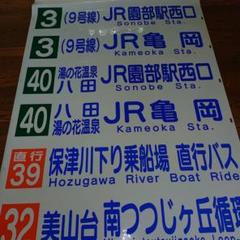 3 (9号線) JR園部駅西口
Sonobe Sta.
3 (9号線) JR亀岡
Kameoka Sta.
40 湯の花温泉 八田 JR園部駅西口
Sonobe Sta.
40 八田 湯の花温泉 JR亀岡
Kameoka Sta.
直行 39 保津川下り乗船場 直行バス
Hozugawa River Boat Ride
32 美山台 南つつじヶ丘循環